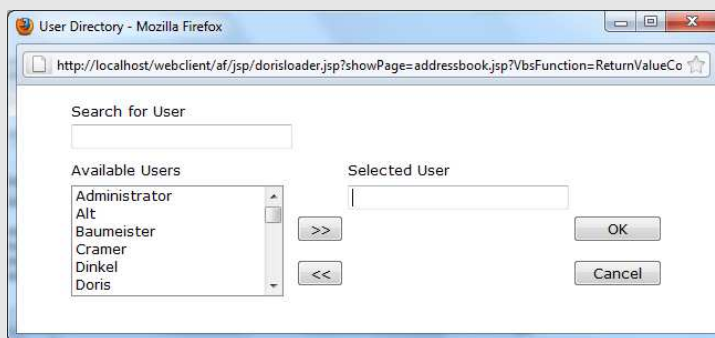 User Directory - Mozilla Firefox
http://localhost/webclient/af/jsp/dorisloader.jsp?showPage=addressbook.jsp?VbsFunction=ReturnValueCo
Search for User
Available Users
Selected User
Administrator
Alt
Baumeister
Cramer
Dinkel
Doris
>>
<<
OK
Cancel